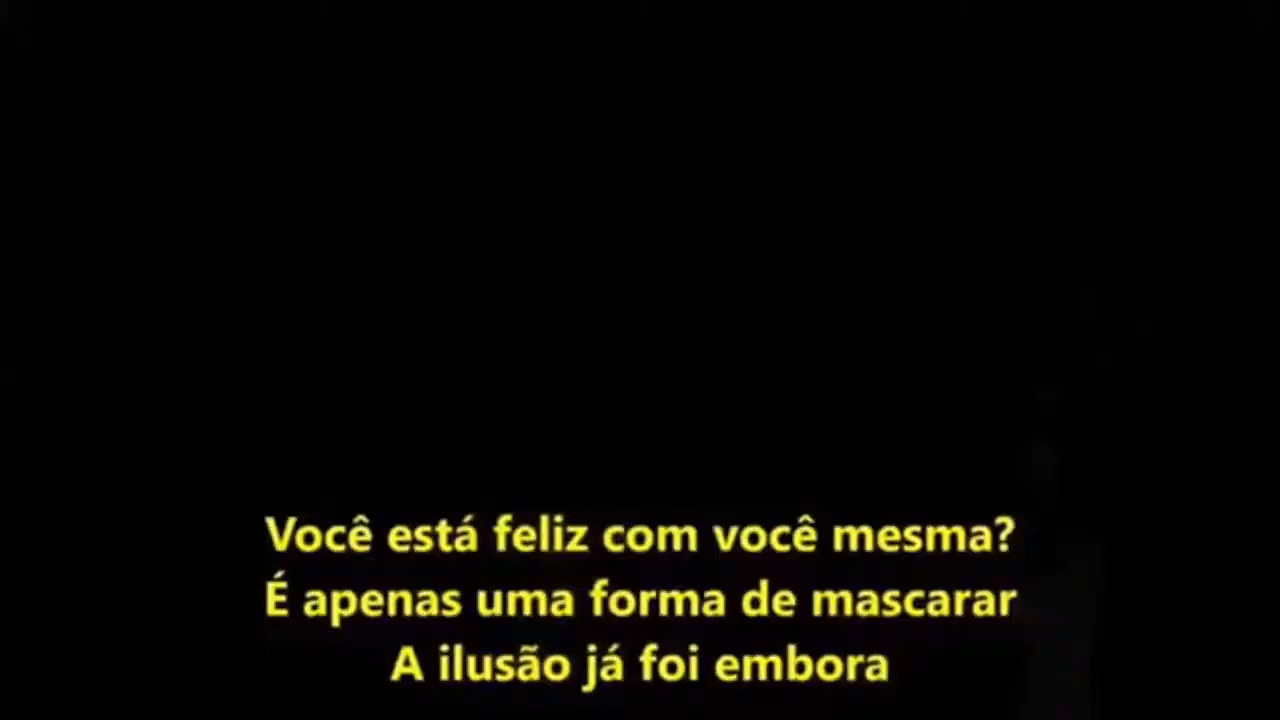 Você está feliz com você mesma?
É apenas uma forma de mascarar
A ilusão já foi embora